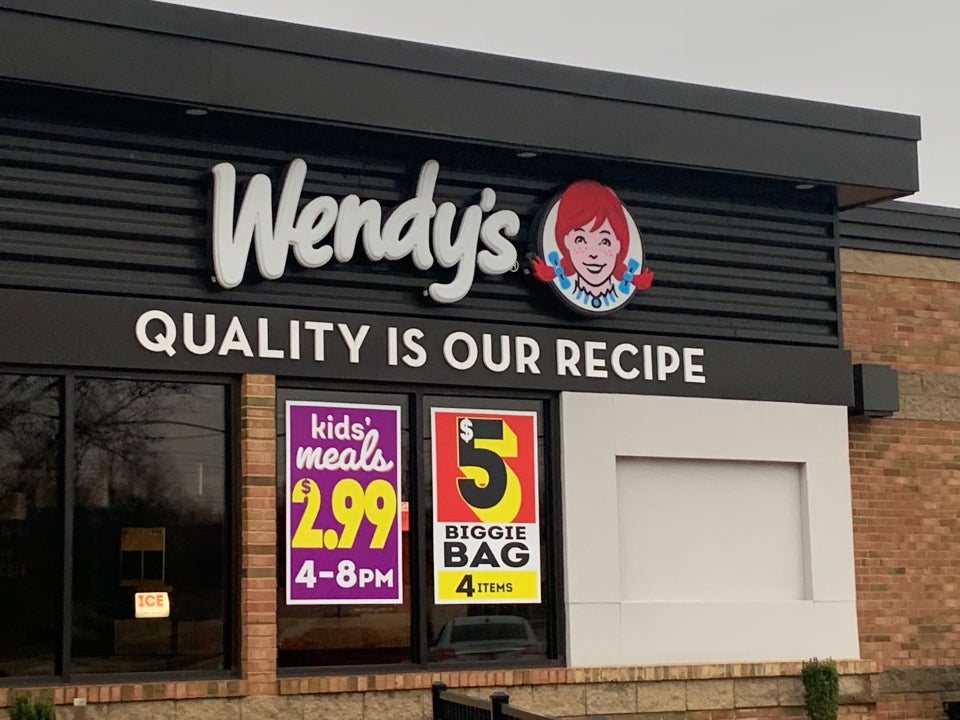 Wendy's
QUALITY IS OUR RECIPE
kids'
meals
$2.99
4-8PM
$5
BIGGIE
BAG
4 ITEMS
ICE